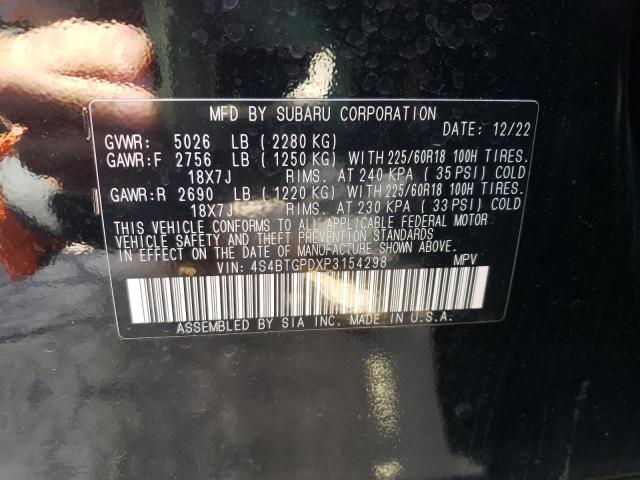 MFD BY SUBARU CORPORATION
DATE: 12/22
GVWR: 5026 LB ( 2280 KG)
GAWR:F 2756 LB ( 1250 KG) WITH 225/60R18 100H TIRES.
18X7J RIMS. AT 240 KPA ( 35 PSI) COLD
GAWR:R 2690 LB ( 1220 KG) WITH 225/60R18 100H TIRES.
18X7J RIMS. AT 230 KPA ( 33 PSI) COLD
THIS VEHICLE CONFORMS TO ALL APPLICABLE FEDERAL MOTOR
VEHICLE SAFETY AND THEFT PREVENTION STANDARDS
IN EFFECT ON THE DATE OF MANUFACTURE SHOWN ABOVE.
VIN: 4S4BTGPDXP3154298 MPV
ASSEMBLED BY SIA INC. MADE IN U.S.A.